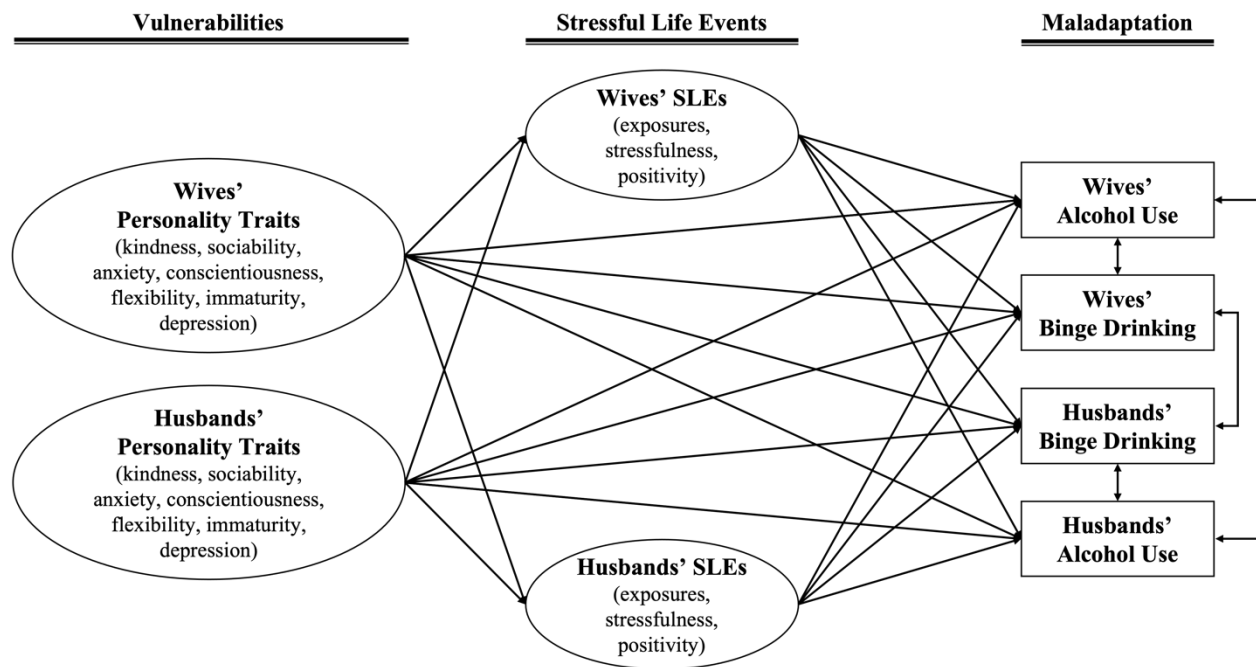 Vulnerabilities
Stressful Life Events
Maladaptation
Wives’ SLEs
(exposures,
stressfulness,
positivity)
Wives’
Personality Traits
(kindness, sociability,
anxiety, conscientiousness,
flexibility, immaturity,
depression)
Husbands’
Personality Traits
(kindness, sociability,
anxiety, conscientiousness,
flexibility, immaturity,
depression)
Husbands’ SLEs
(exposures,
stressfulness,
positivity)
Wives’
Alcohol Use
Wives’
Binge Drinking
Husbands’
Binge Drinking
Husbands’
Alcohol Use